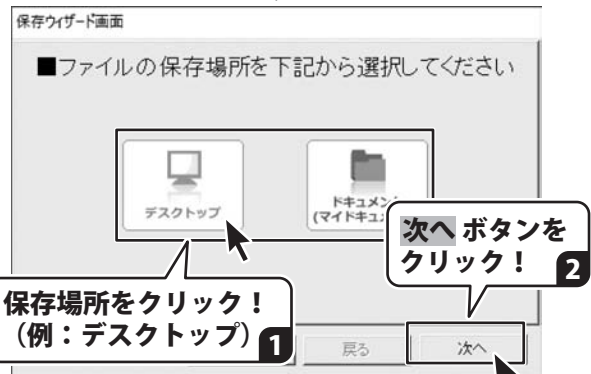 保存ウィザード画面
■ファイルの保存場所を下記から選択してください
デスクトップ
ドキュメント
(マイドキュ
次へ ボタンを
クリック！
2
保存場所をクリック！
（例：デスクトップ）
1
戻る
次へ